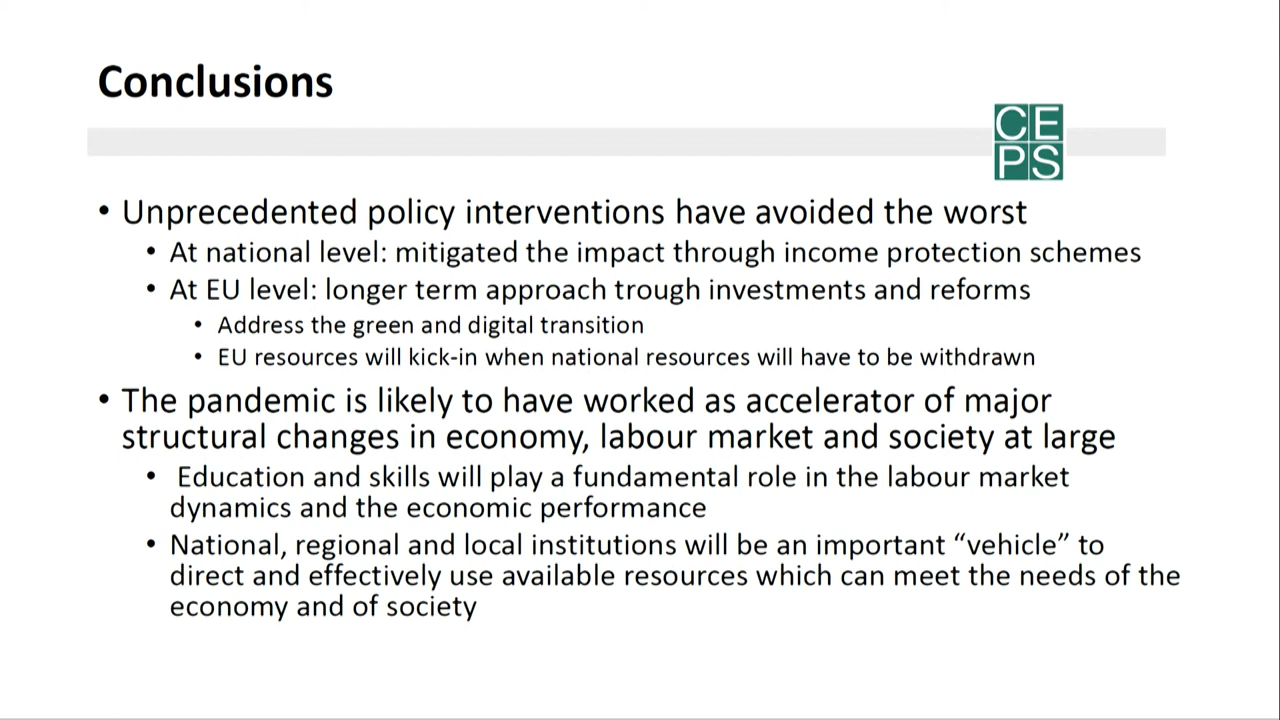 Conclusions
CE
PS
• Unprecedented policy interventions have avoided the worst
• At national level: mitigated the impact through income protection schemes
• At EU level: longer term approach trough investments and reforms
• Address the green and digital transition
• EU resources will kick-in when national resources will have to be withdrawn
• The pandemic is likely to have worked as accelerator of major
structural changes in economy, labour market and society at large
• Education and skills will play a fundamental role in the labour market
dynamics and the economic performance
• National, regional and local institutions will be an important “vehicle” to
direct and effectively use available resources which can meet the needs of the
economy and of society